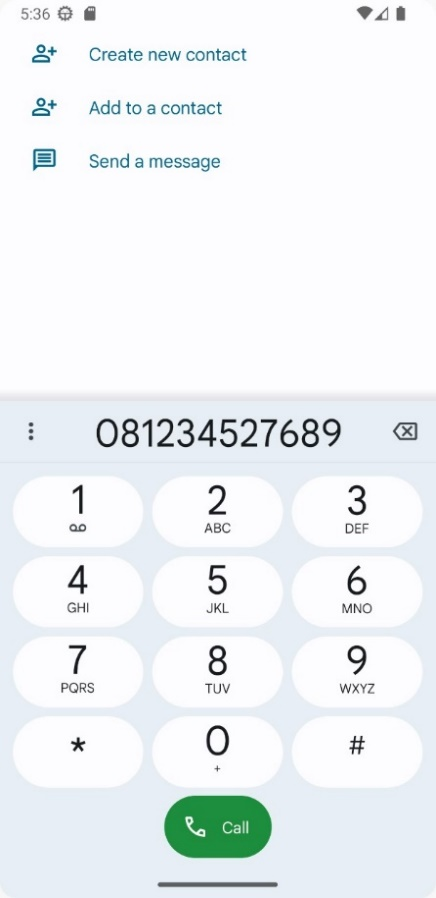 5:36
Create new contact
Add to a contact
Send a message
081234527689
1
2
ABC
3
DEF
4
GHI
5
JKL
6
MNO
7
PQRS
8
TUV
9
WXYZ
*
0
+
#
Call